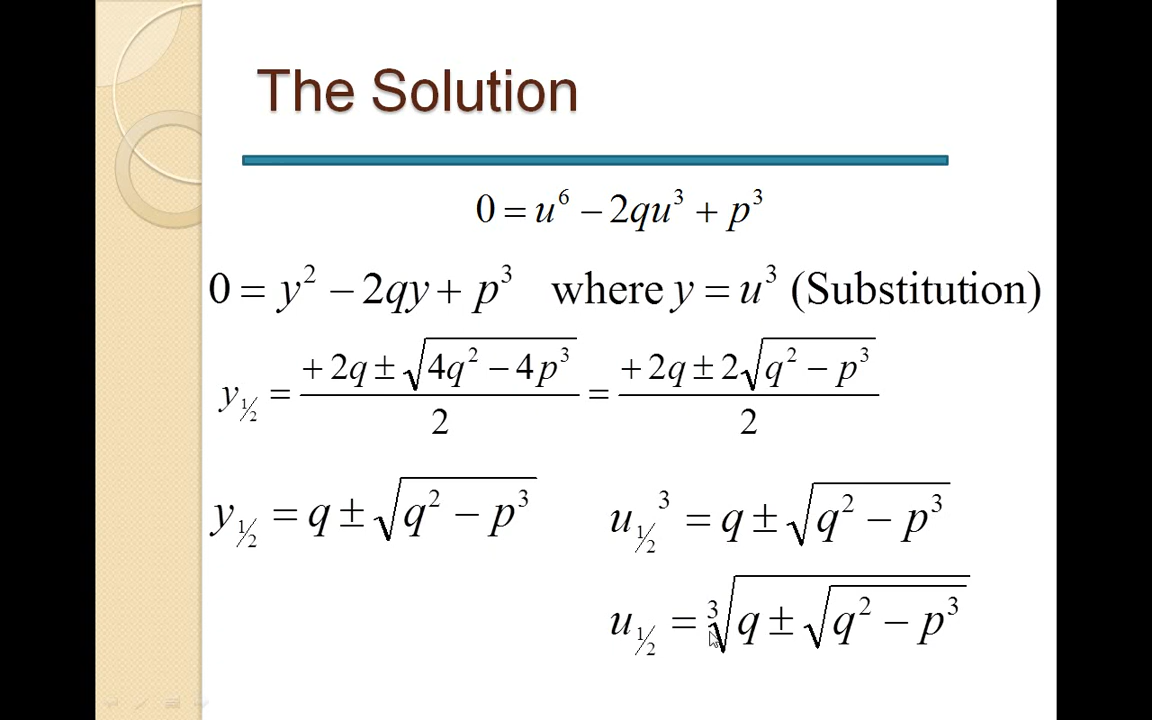 The Solution
0 = u⁶ − 2qu³ + p³
0 = y² − 2qy + p³ where y = u³ (Substitution)
y₁/₂ = (+2q ± √(4q² − 4p³))/2 = (+2q ± 2√(q² − p³))/2
y₁/₂ = q ± √(q² − p³) u₁/₂³ = q ± √(q² − p³)
u₁/₂ = ∛(q ± √(q² − p³))